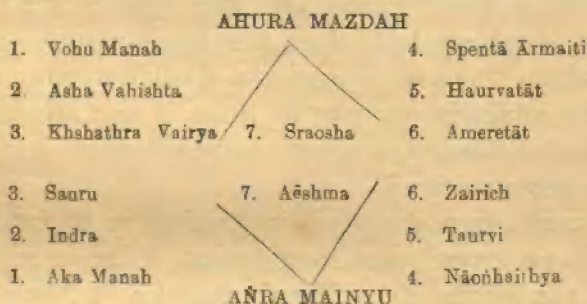 AHURA MAZDAH
1. Vohu Manah 4. Spentā Ārmaiti
2. Asha Vahishta 5. Haurvatāt
3. Khshathra Vairya 7. Sraosha 6. Ameretāt
3. Sauru 7. Aēshma 6. Zairich
2. Indra 5. Taurvi
1. Aka Manah 4. Nāoṅhaithya
AṄRA MAINYU